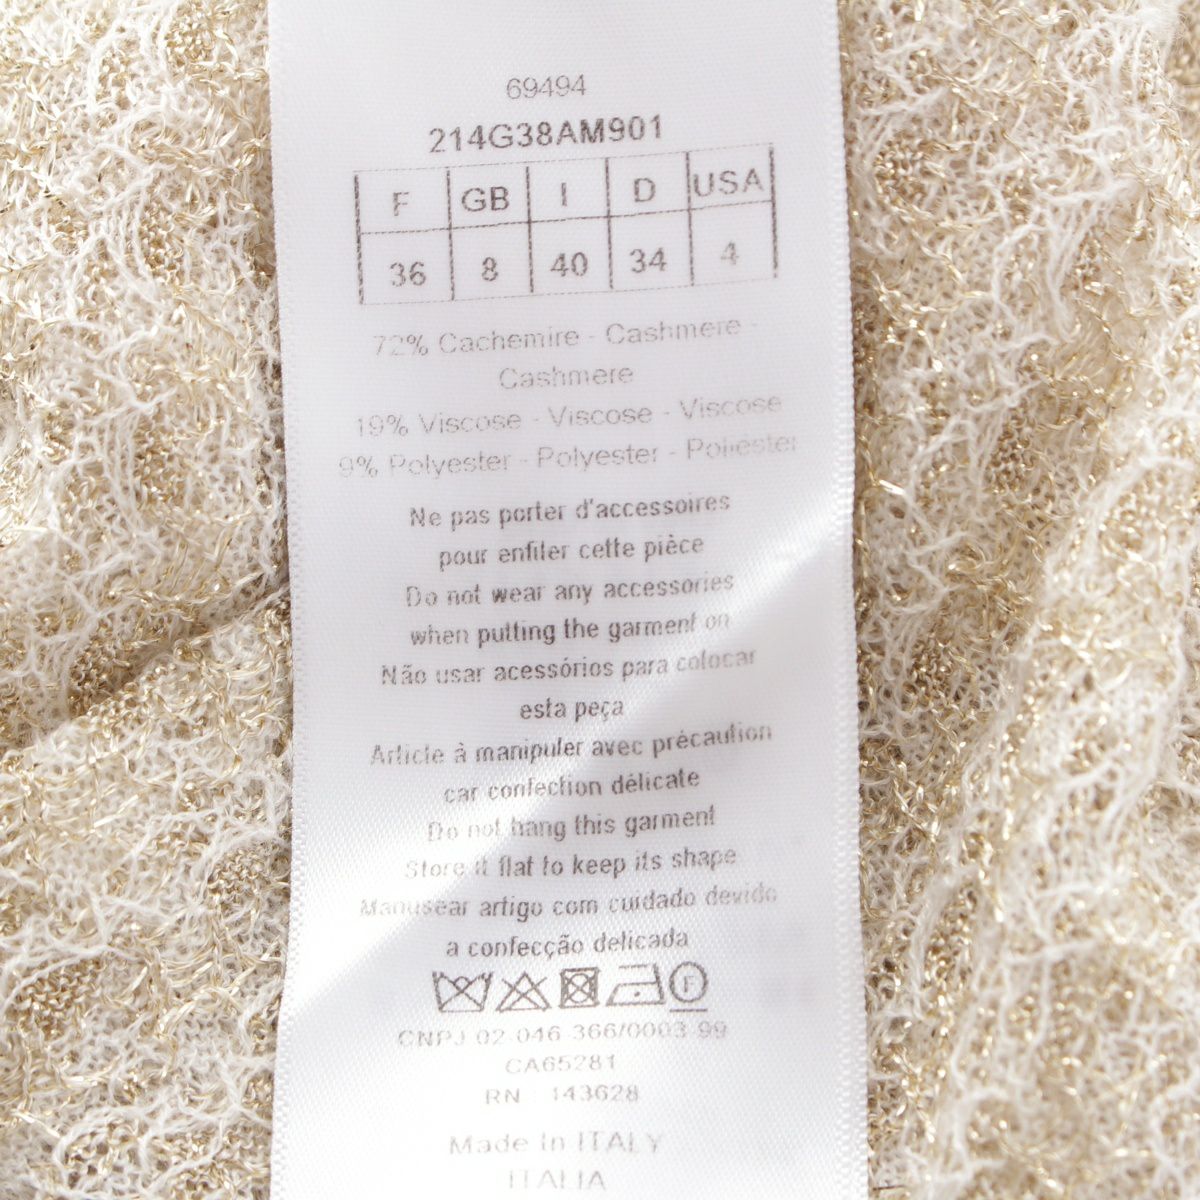 69494
214G38AM901
F GB I D USA
36 8 40 34 4
72% Cachemire - Cashmere -
Cashmere
19% Viscose - Viscose - Viscose
9% Polyester - Polyester - Poliéster
Ne pas porter d'accessoires
pour enfiler cette pièce
Do not wear any accessories
when putting the garment on
Não usar acessórios para colocar
esta peça
Article à manipuler avec précaution
car confection délicate
Do not hang this garment
Store it flat to keep its shape
Manusear artigo com cuidado devido
a confecção delicada
F
CNPJ 02 046 366/0003-99
CA65281
RN : 143628
Made In ITALY
ITALIA